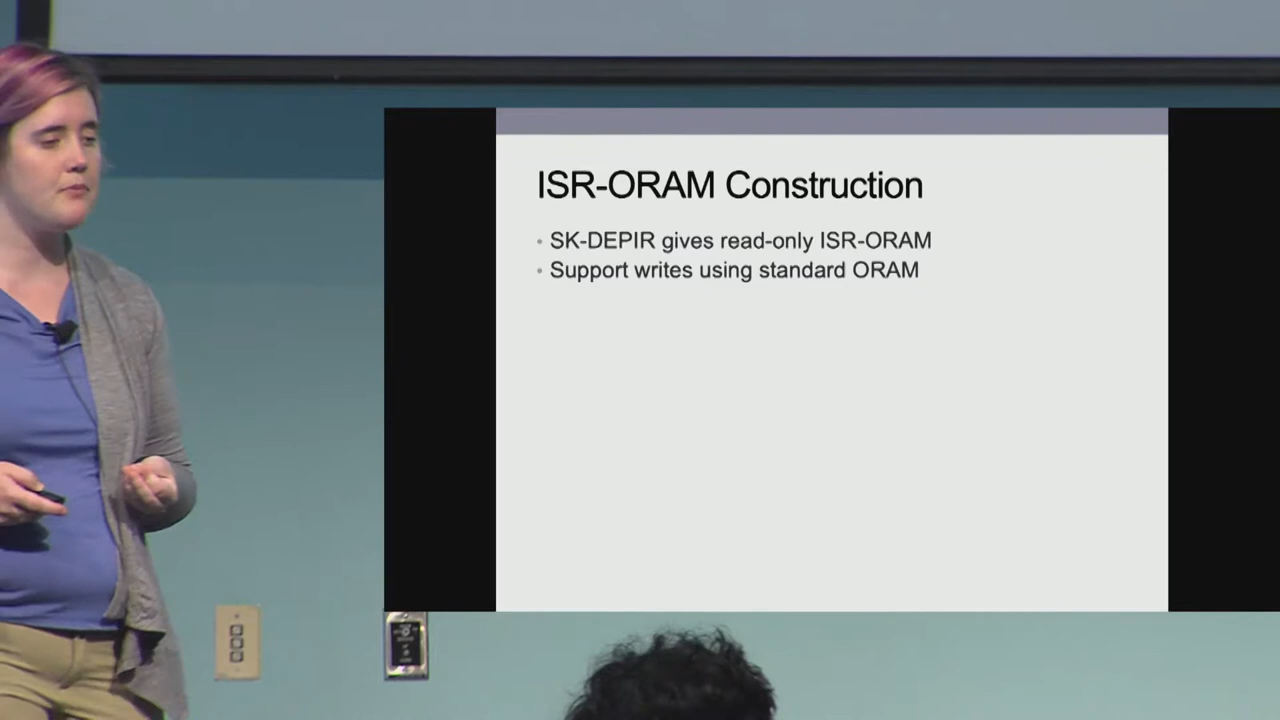 ISR-ORAM Construction
• SK-DEPIR gives read-only ISR-ORAM
• Support writes using standard ORAM